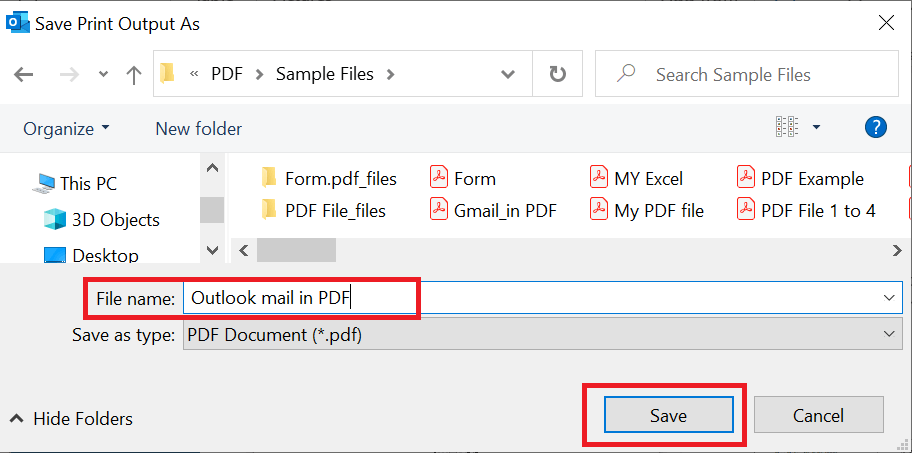 Save Print Output As
« PDF > Sample Files >
Search Sample Files
Organize
New folder
?
This PC
3D Objects
Desktop
Form.pdf_files
Form
MY Excel
PDF Example
PDF File_files
Gmail_in PDF
My PDF file
PDF File 1 to 4
File name: Outlook mail in PDF
Save as type: PDF Document (*.pdf)
Hide Folders
Save
Cancel